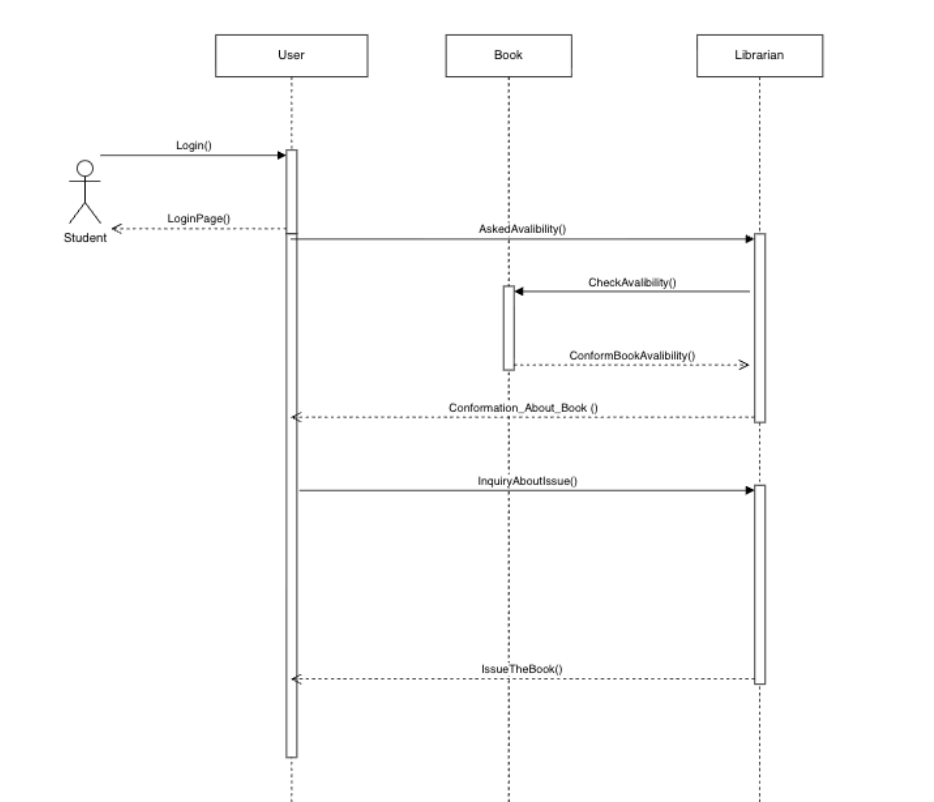 User
Book
Librarian
Login()
Student
LoginPage()
AskedAvalibility()
CheckAvalibility()
ConformBookAvalibility()
Conformation_About_Book ()
InquiryAboutIssue()
IssueTheBook()